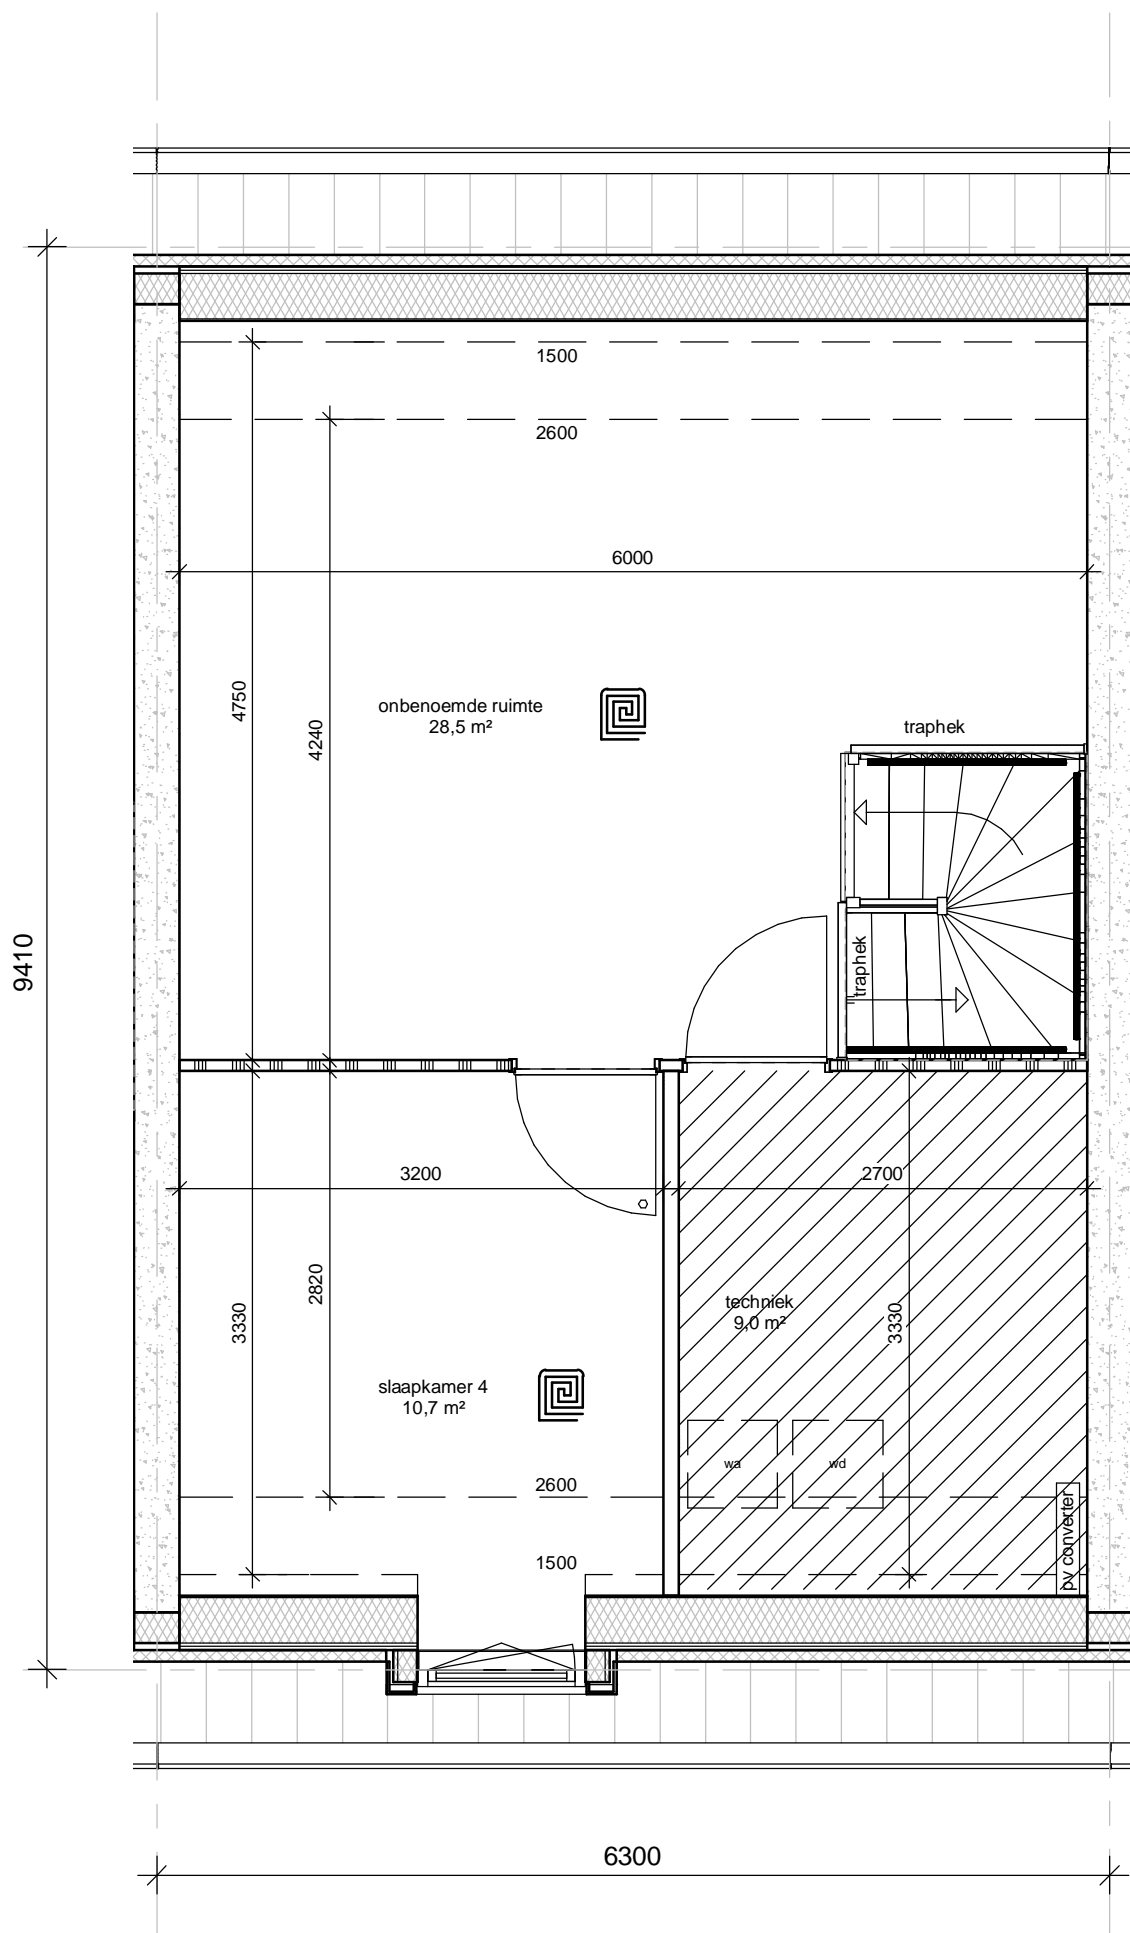 1500
2600
6000
4750
4240
onbenoemde ruimte
28,5 m²
traphek
traphek
9410
3200
2700
3330
2820
techniek
9,0 m²
3330
slaapkamer 4
10,7 m²
wa
wd
2600
pv converter
1500
6300